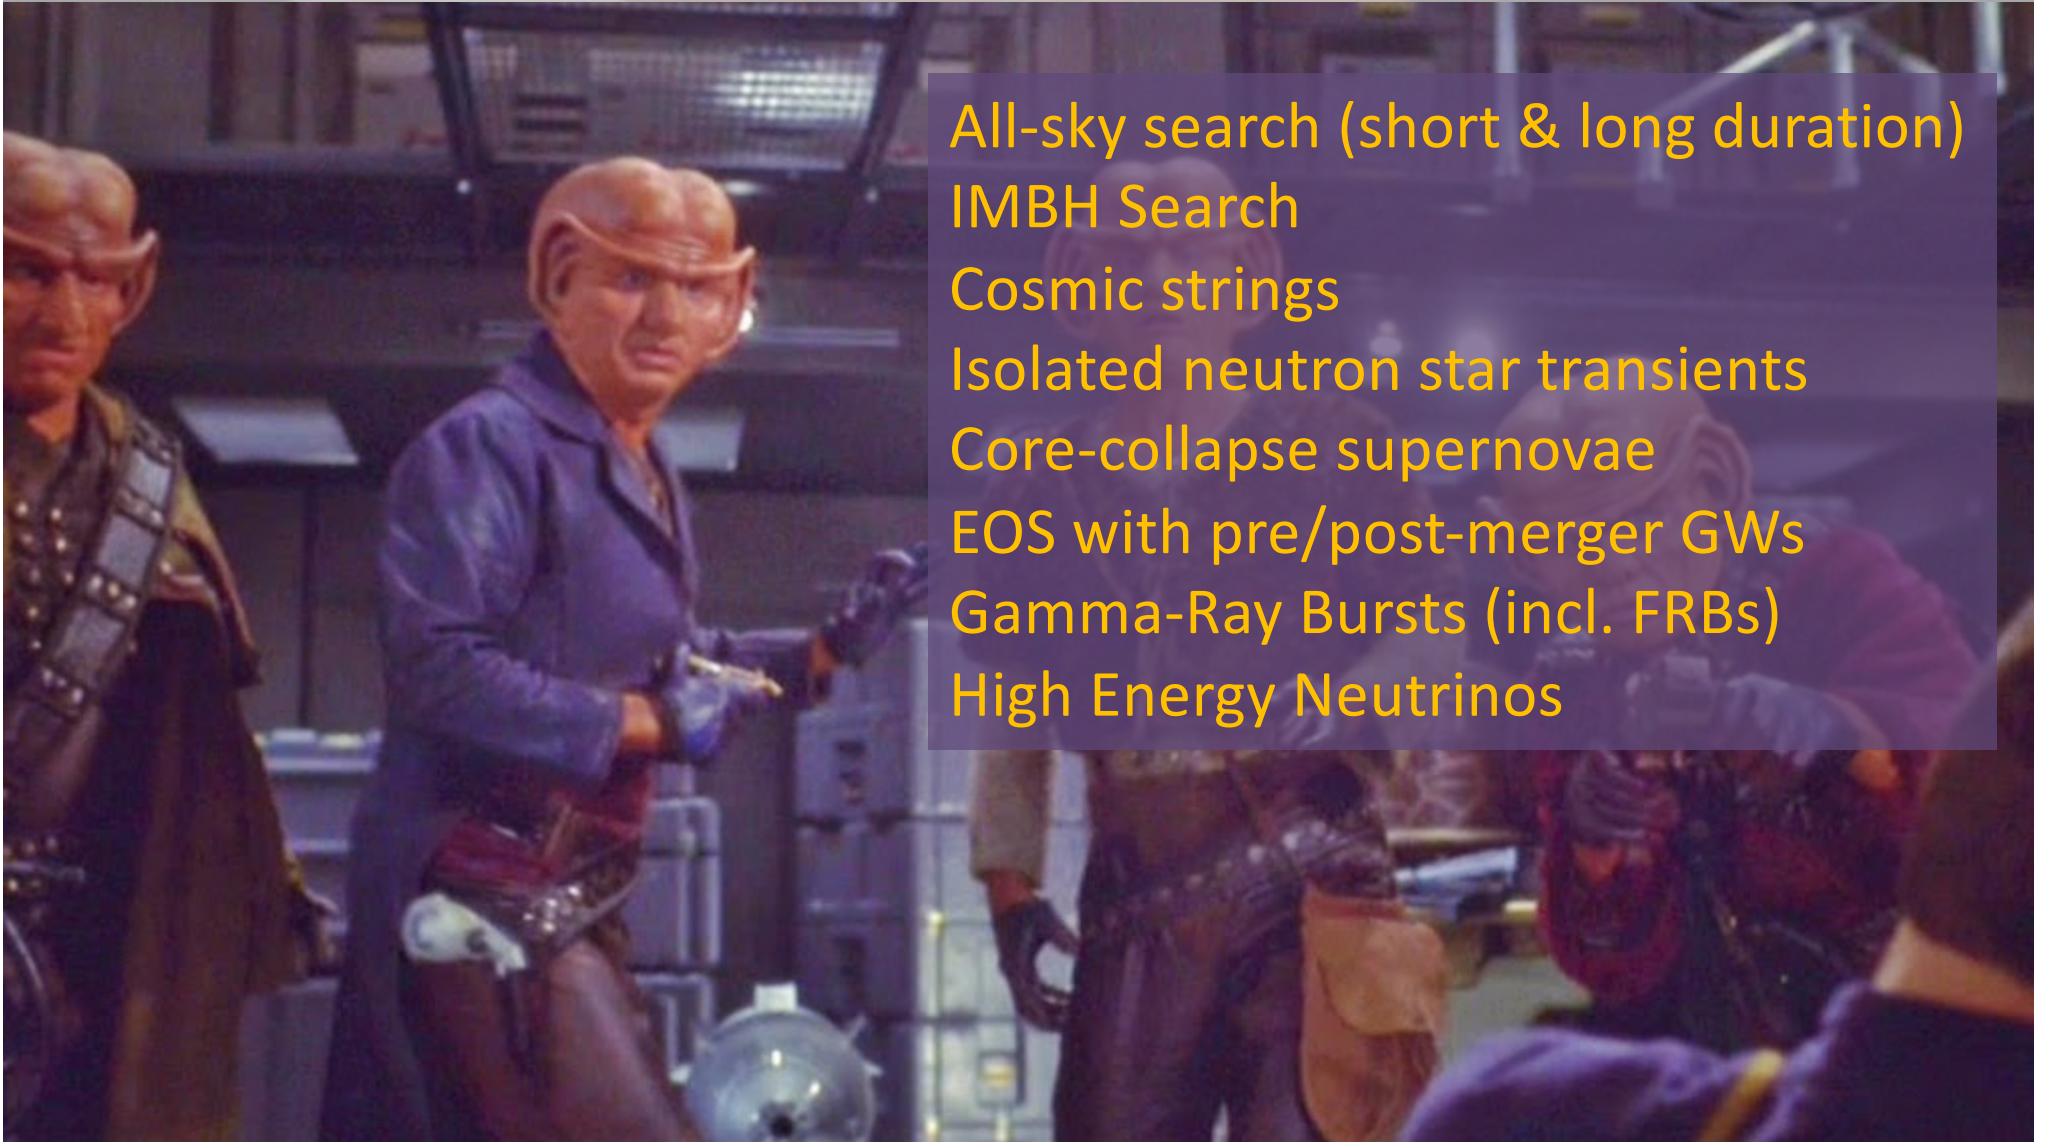 All-sky search (short & long duration)
IMBH Search
Cosmic strings
Isolated neutron star transients
Core-collapse supernovae
EOS with pre/post-merger GWs
Gamma-Ray Bursts (incl. FRBs)
High Energy Neutrinos